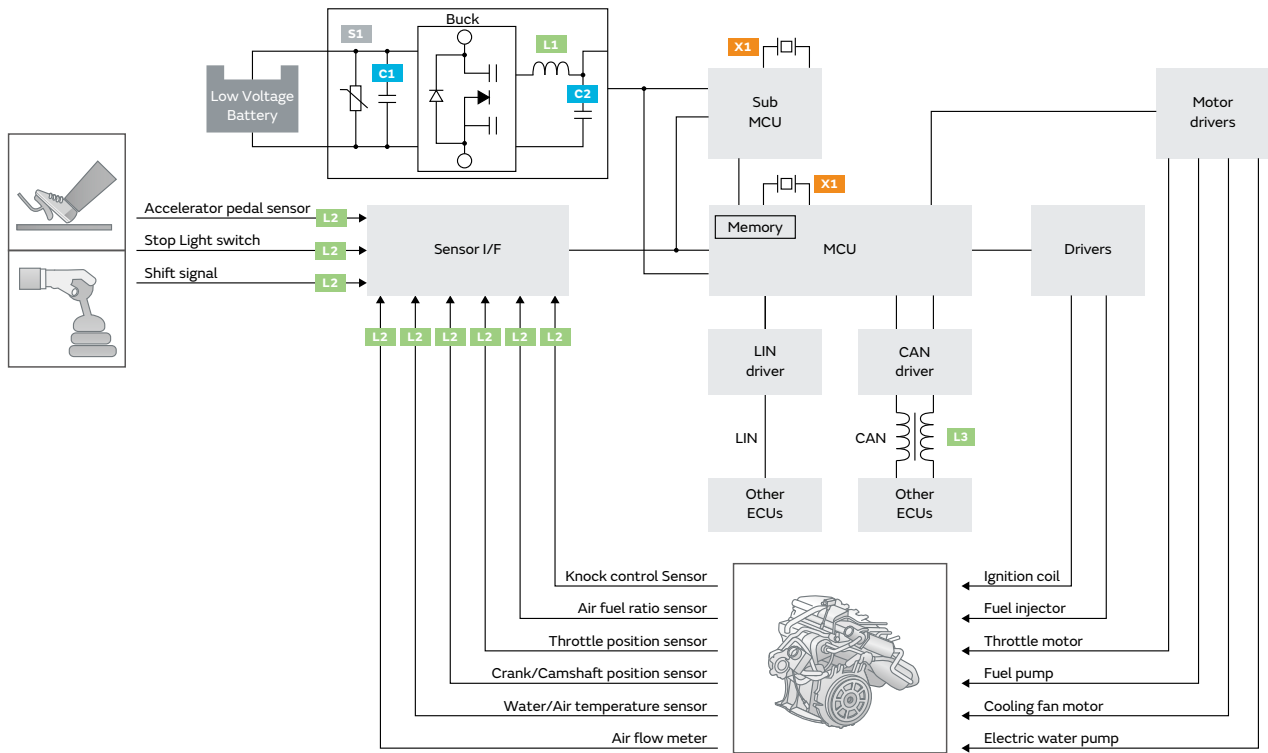 Buck
S1
L1
C1
C2
Low Voltage
Battery
X1
Sub
MCU
Motor
drivers
X1
Accelerator pedal sensor
L2
Stop Light switch
L2
Shift signal
L2
Sensor I/F
Memory
MCU
Drivers
L2
L2
L2
L2
L2
L2
LIN
driver
CAN
driver
LIN
CAN
L3
Other
ECUs
Other
ECUs
Knock control Sensor
Air fuel ratio sensor
Throttle position sensor
Crank/Camshaft position sensor
Water/Air temperature sensor
Air flow meter
Ignition coil
Fuel injector
Throttle motor
Fuel pump
Cooling fan motor
Electric water pump